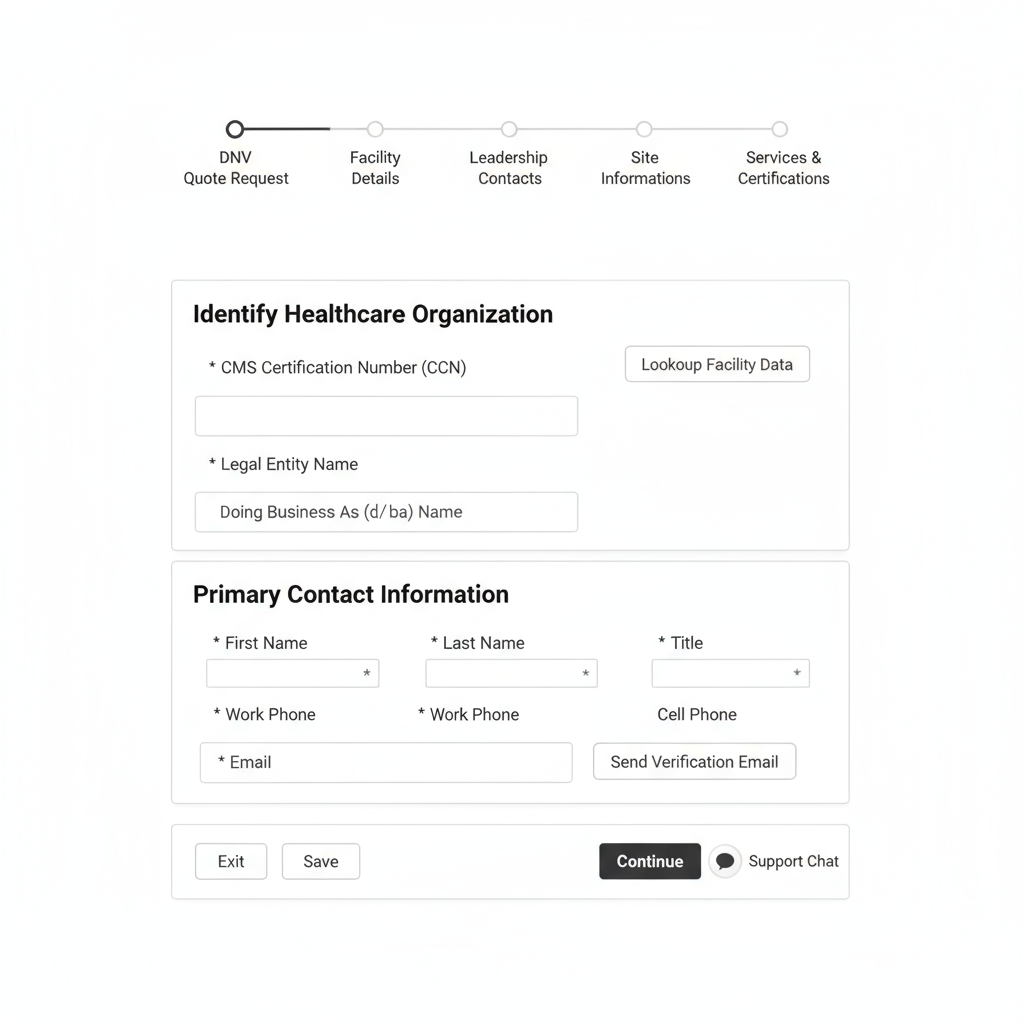 DNV
Quote Request
Facility
Details
Leadership
Contacts
Site
Informations
Services &
Certifications
Identify Healthcare Organization
* CMS Certification Number (CCN)
Lookoup Facility Data
* Legal Entity Name
Doing Business As (d/ba) Name
Primary Contact Information
* First Name * Last Name * Title
* * *
* Work Phone * Work Phone Cell Phone
* Email Send Verification Email
Exit Save Continue Support Chat